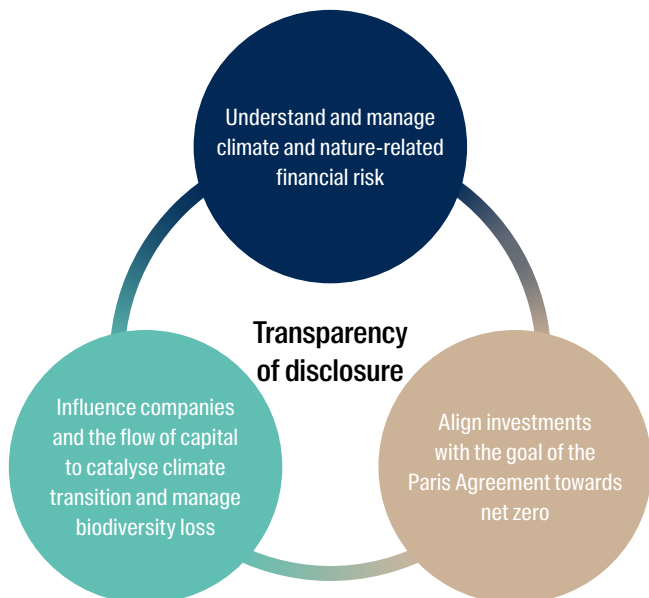 Understand and manage
climate and nature-related
financial risk
Transparency
of disclosure
Influence companies
and the flow of capital
to catalyse climate
transition and manage
biodiversity loss
Align investments
with the goal of the
Paris Agreement towards
net zero